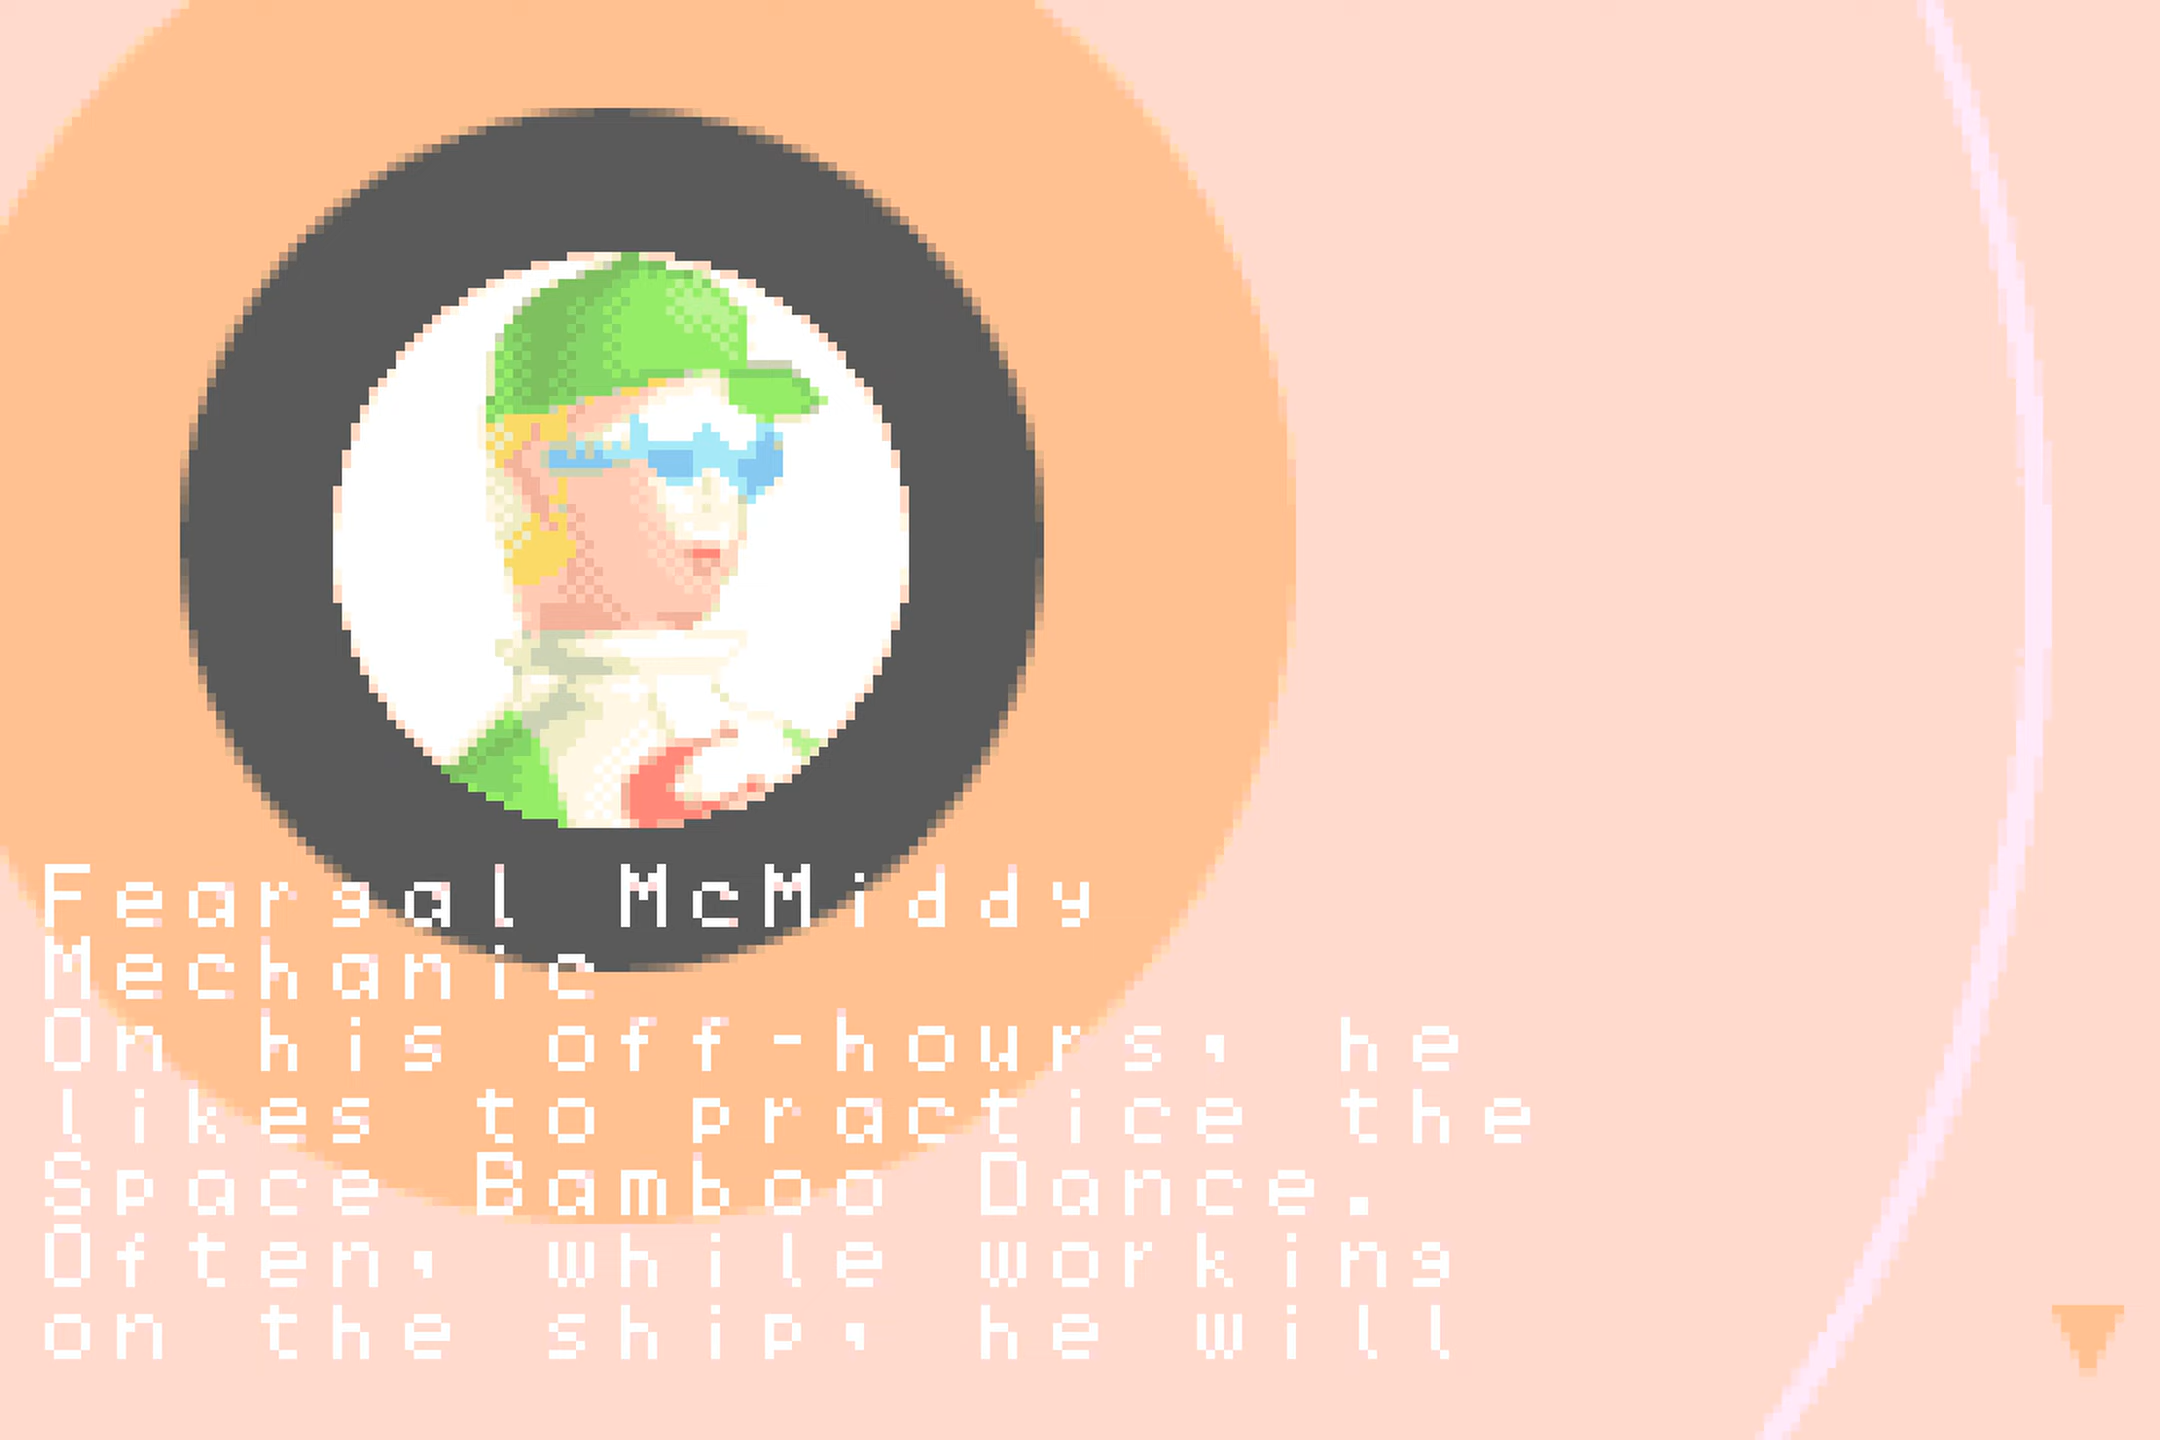 Feargal McMiddy
Mechanic
On his off-hours, he
likes to practice the
Space Bamboo Dance.
Often, while working
on the ship, he will